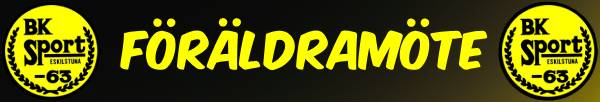 BK
Sport
ESKILSTUNA
-63
FÖRÄLDRAMÖTE
BK
Sport
ESKILSTUNA
-63